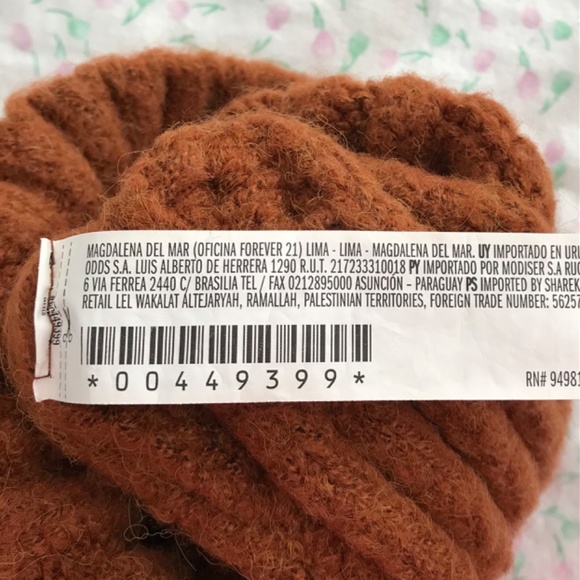 MAGDALENA DEL MAR (OFICINA FOREVER 21) LIMA - LIMA - MAGDALENA DEL MAR. UY IMPORTADO EN URU
ODDS S.A. LUIS ALBERTO DE HERRERA 1290 R.U.T. 217233310018 PY IMPORTADO POR MODISER S.A RUC
6 VIA FERREA 2440 C/ BRASILIA TEL / FAX 0212895000 ASUNCIÓN - PARAGUAY PS IMPORTED BY SHAREK
RETAIL LEL WAKALAT ALTEJARYAH, RAMALLAH, PALESTINIAN TERRITORIES, FOREIGN TRADE NUMBER: 56257
*00449399*
RN# 94981